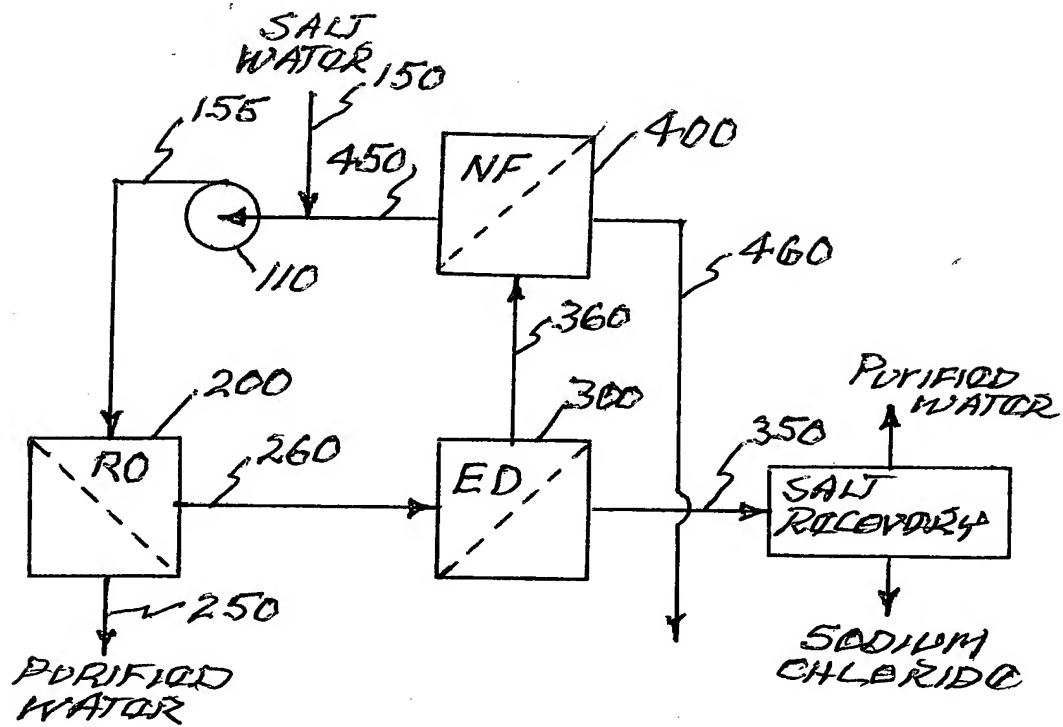 SALT
WATER
150
155
450
NF
400
110
460
360
200
300
PURIFIED
WATER
350
RO
260
ED
SALT
RECOVERY
250
PURIFIED
WATER
SODIUM
CHLORIDE